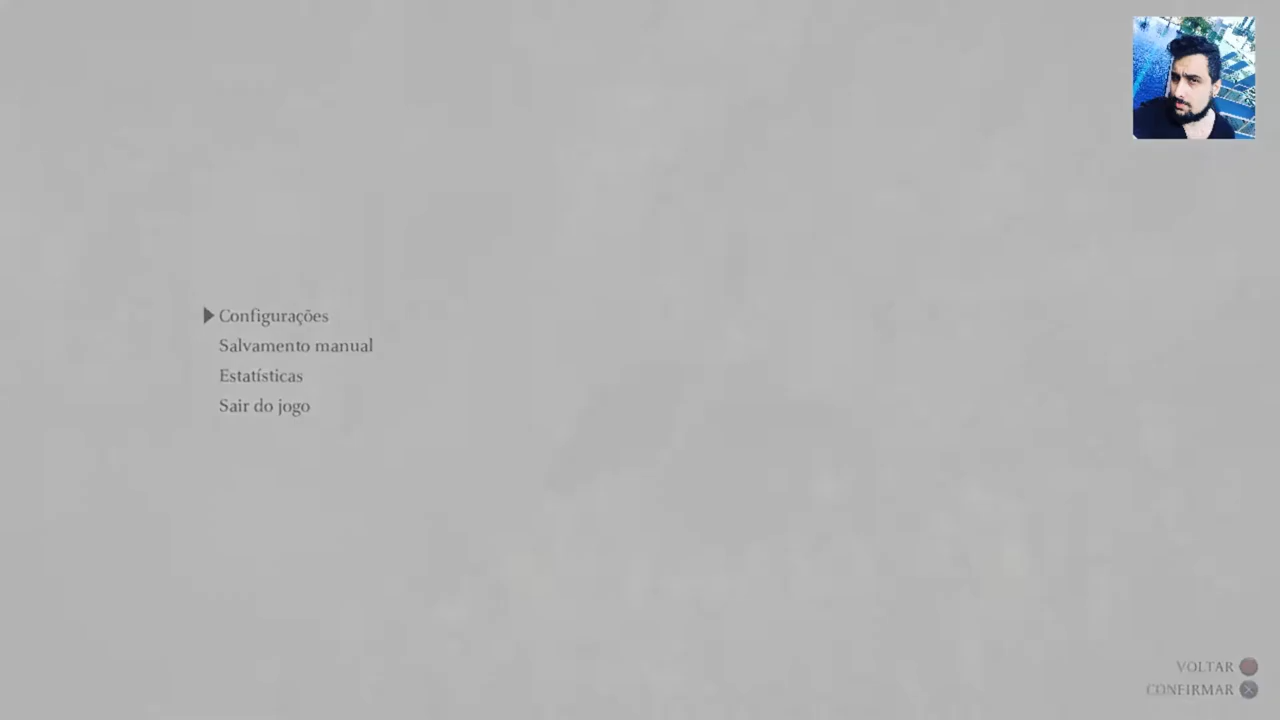 Configurações
Salvamento manual
Estatísticas
Sair do jogo
VOLTAR
CONFIRMAR